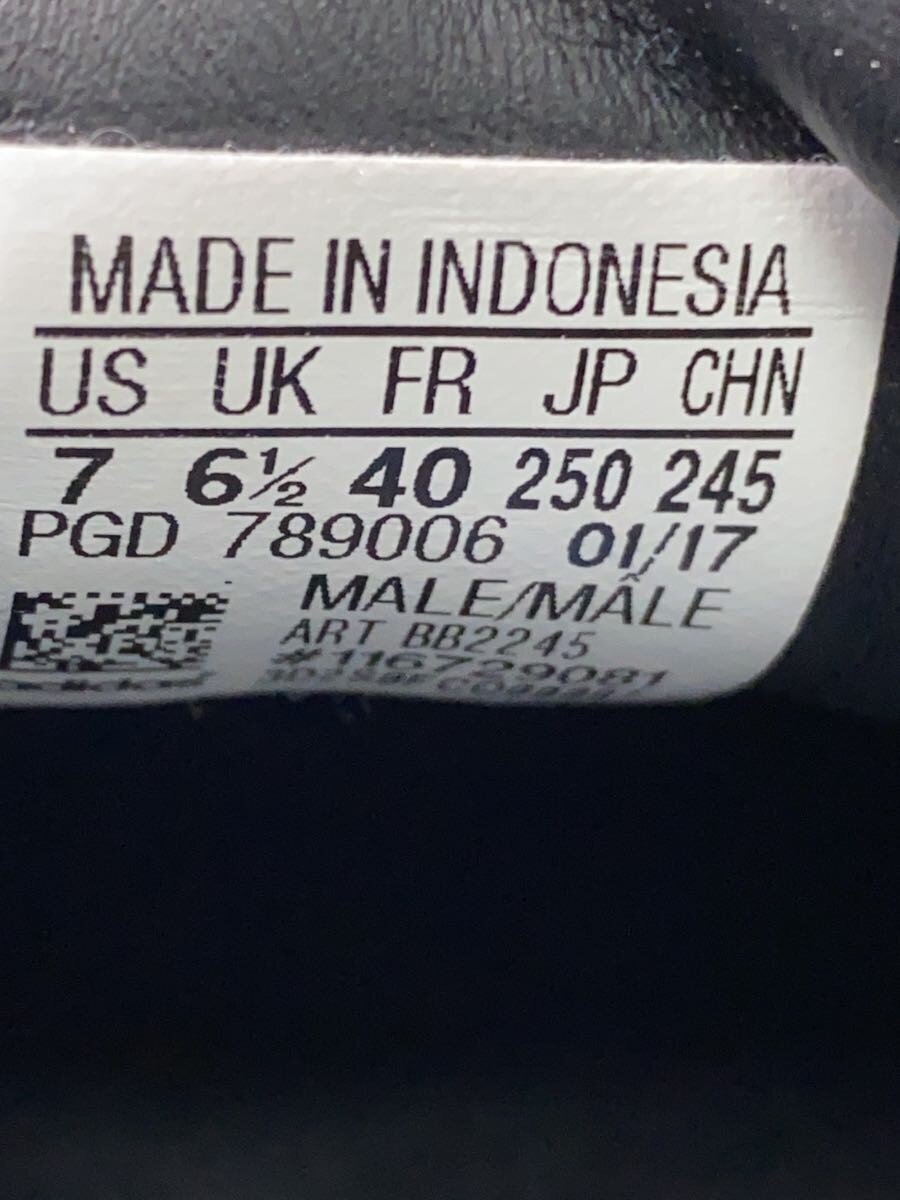 MADE IN INDONESIA
US UK FR JP CHN
7 6½ 40 250 245
PGD 789006 01/17
MALE/MÂLE
ART BB2245
#1167729081